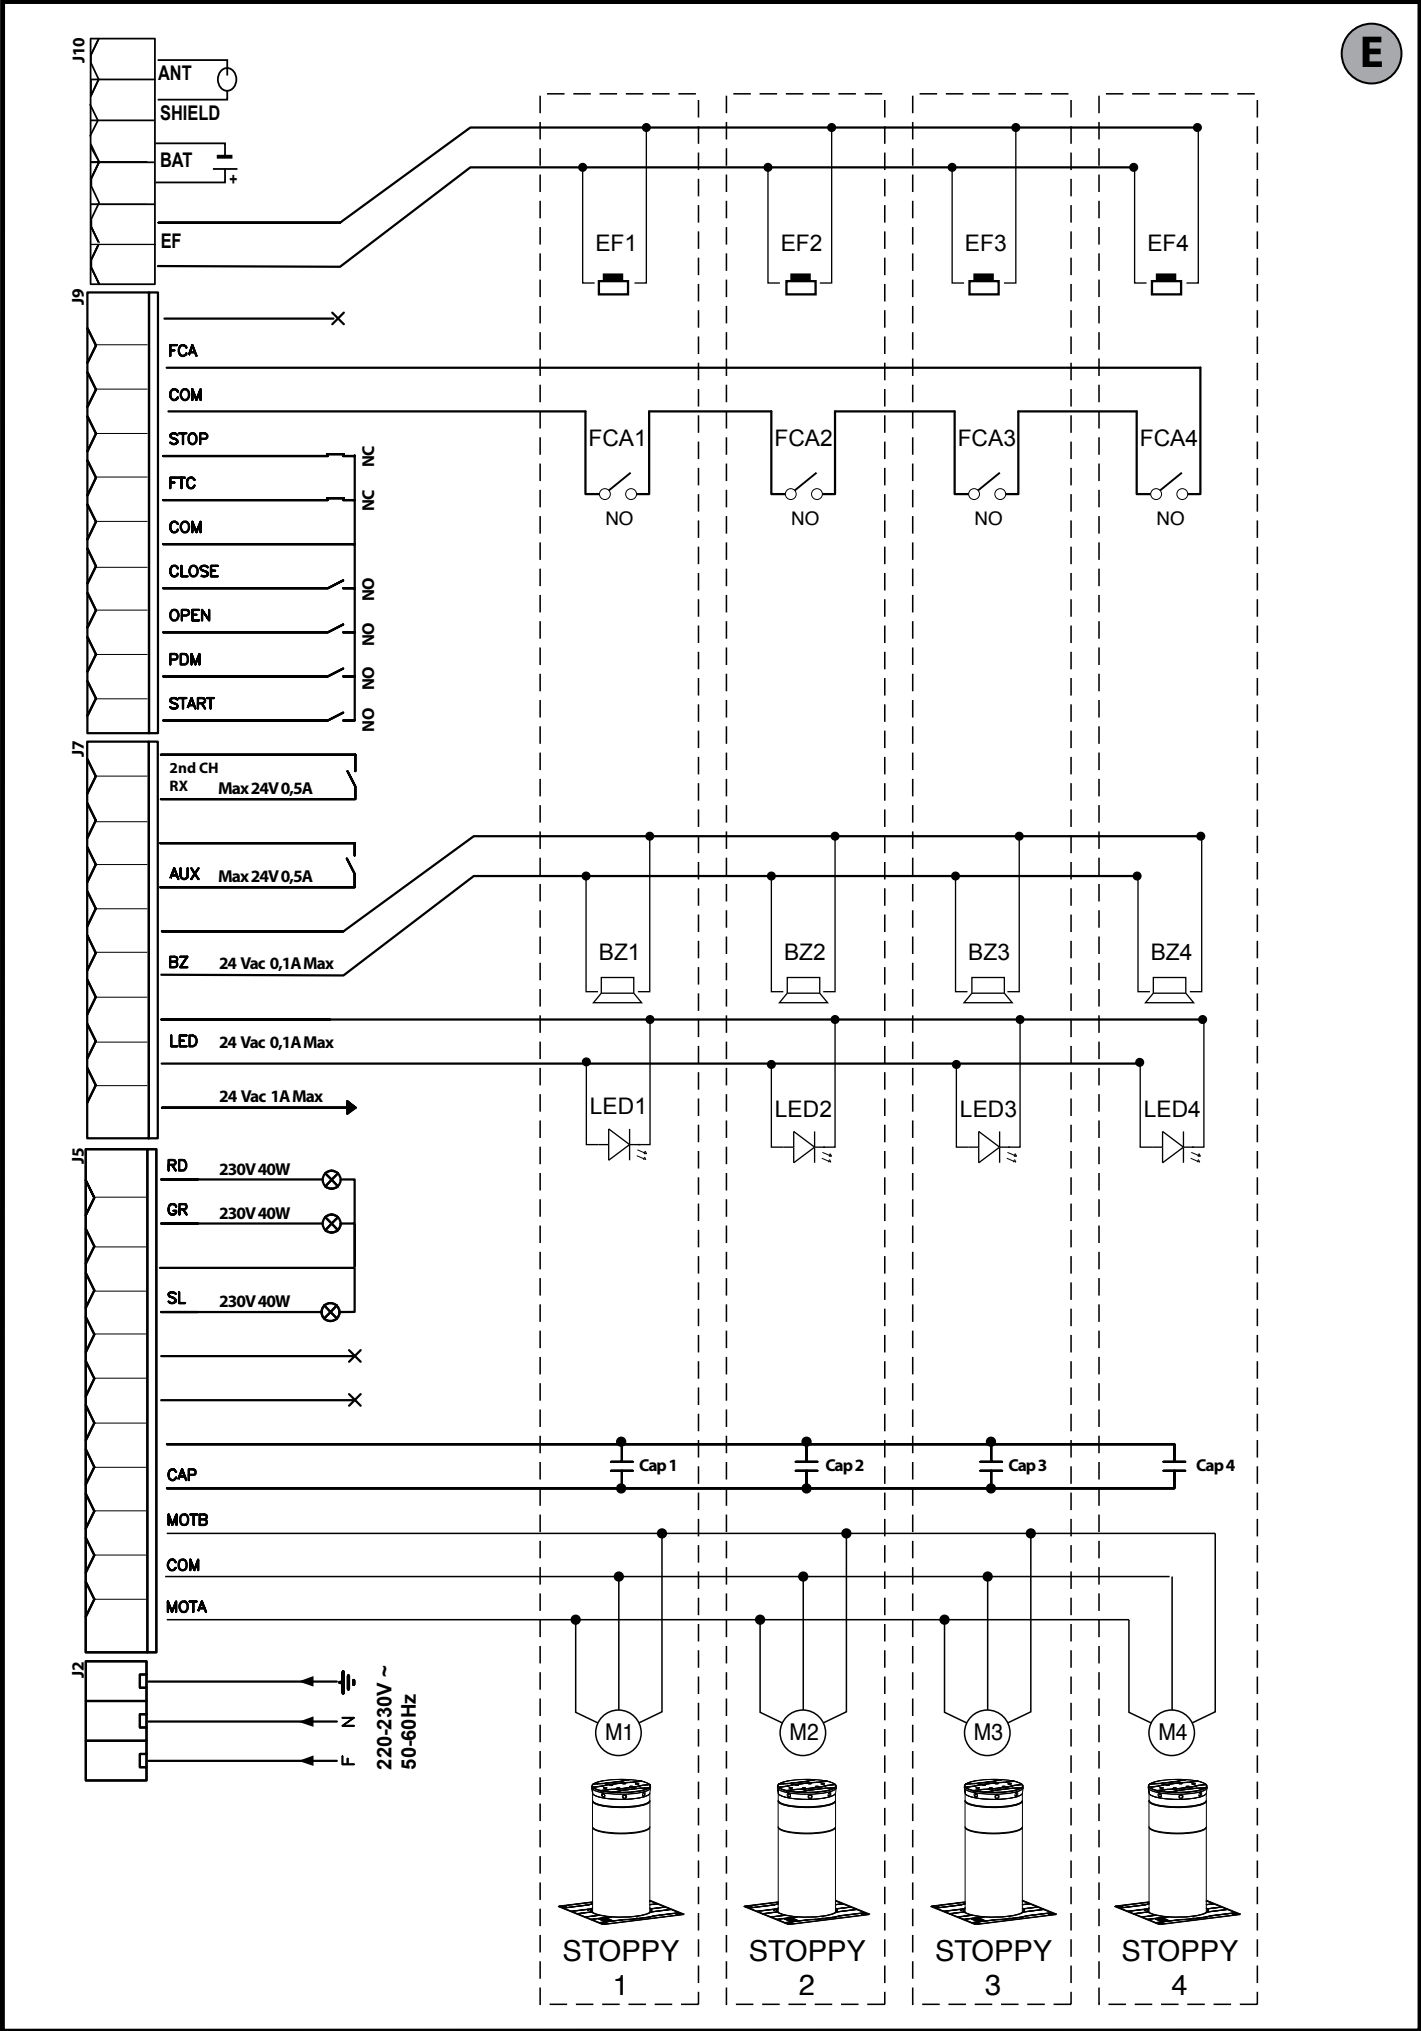 E
J10
ANT
SHIELD
BAT
+
EF
EF1 EF2 EF3 EF4
J9
FCA
COM
STOP NC
FTC NC
COM
CLOSE NO
OPEN NO
PDM NO
START NO
FCA1 FCA2 FCA3 FCA4
NO NO NO NO
J7
2nd CH
RX Max 24V 0,5A
AUX Max 24V 0,5A
BZ 24 Vac 0,1A Max
BZ1 BZ2 BZ3 BZ4
LED 24 Vac 0,1A Max
24 Vac 1A Max
LED1 LED2 LED3 LED4
J5
RD 230V 40W
GR 230V 40W
SL 230V 40W
CAP
Cap 1 Cap 2 Cap 3 Cap 4
MOTB
COM
MOTA
J2
N
F
220-230V ~
50-60Hz
M1 M2 M3 M4
STOPPY STOPPY STOPPY STOPPY
1 2 3 4